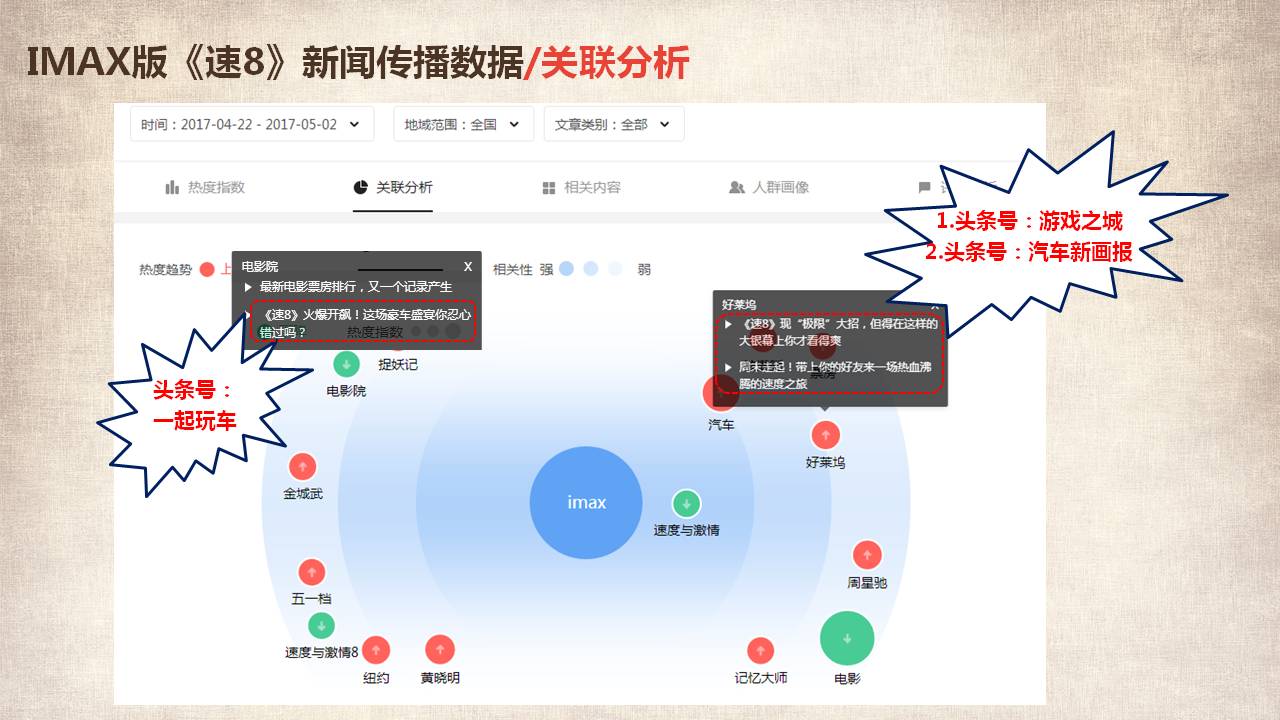 IMAX版《速8》新闻传播数据/关联分析
时间：2017-04-22 - 2017-05-02
地域范围：全国
文章类别：全部
热度指数
关联分析
相关内容
人群画像
1.头条号：游戏之城
2.头条号：汽车新画报
热度趋势
上
电影院
X
最新电影票房排行，又一个记录产生
《速8》火爆开飙！这场豪车盛宴你忍心
错过吗？
热度指数
相关性 强
弱
好莱坞
《速8》现“极限”大招，但得在这样的
大银幕上你才看得爽
周末走起！带上你的好友来一场热血沸
腾的速度之旅
头条号：
一起玩车
捉妖记
电影院
汽车
好莱坞
金城武
imax
速度与激情
周星驰
五一档
速度与激情8
纽约
黄晓明
记忆大师
电影